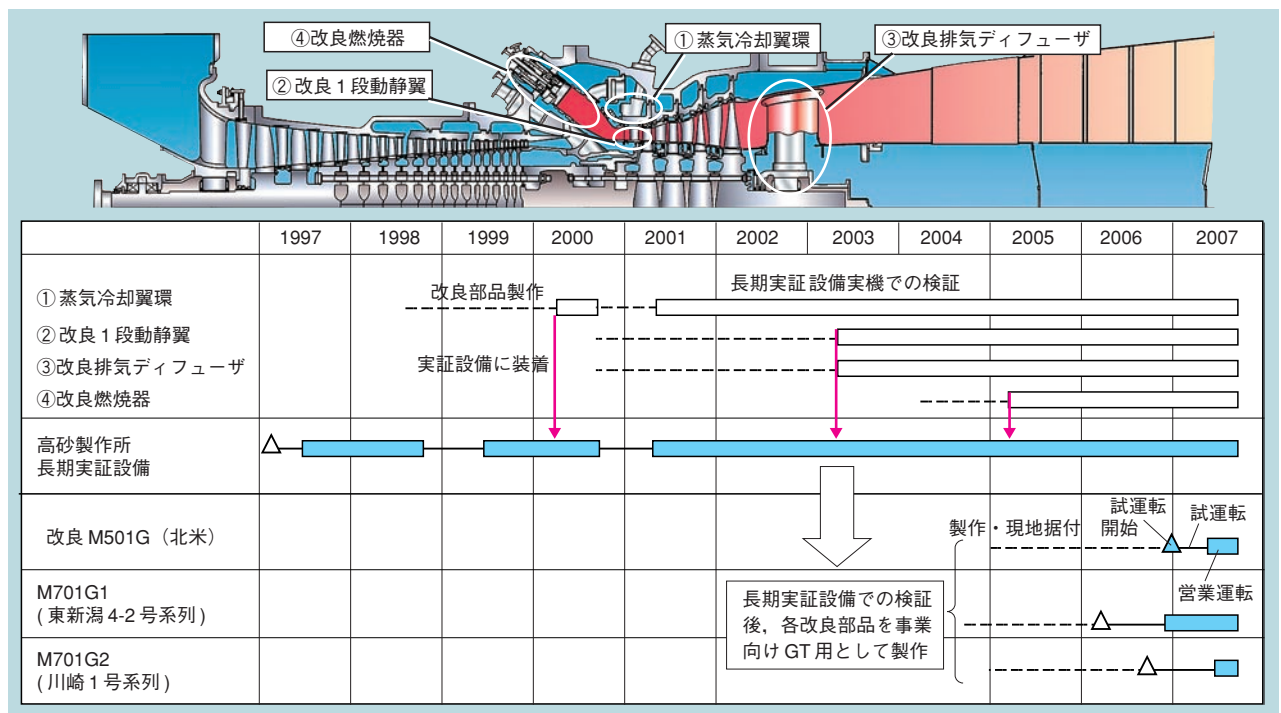 ④改良燃焼器
①蒸気冷却翼環
③改良排気ディフューザ
②改良1段動静翼
1997 1998 1999 2000 2001 2002 2003 2004 2005 2006 2007
①蒸気冷却翼環
改良部品製作
長期実証設備実機での検証
②改良1段動静翼
③改良排気ディフューザ
実証設備に装着
④改良燃焼器
高砂製作所
長期実証設備
改良 M501G（北米）
製作・現地据付
試運転
開始
試運転
営業運転
M701G1
(東新潟 4-2 号系列)
長期実証設備での検証
後，各改良部品を事業
向け GT 用として製作
M701G2
(川崎 1 号系列)